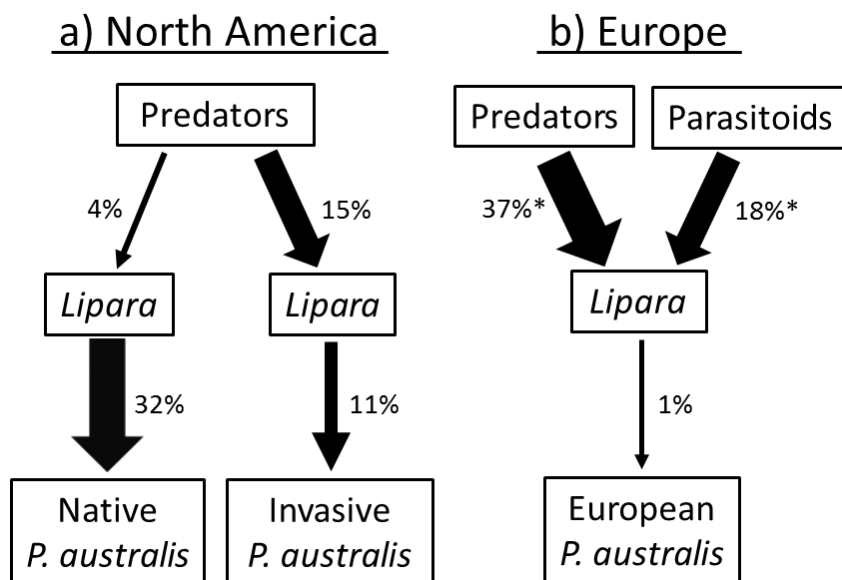 a) North America
b) Europe
Predators
Predators
Parasitoids
4%
15%
37%*
18%*
Lipara
Lipara
Lipara
32%
11%
1%
Native
P. australis
Invasive
P. australis
European
P. australis